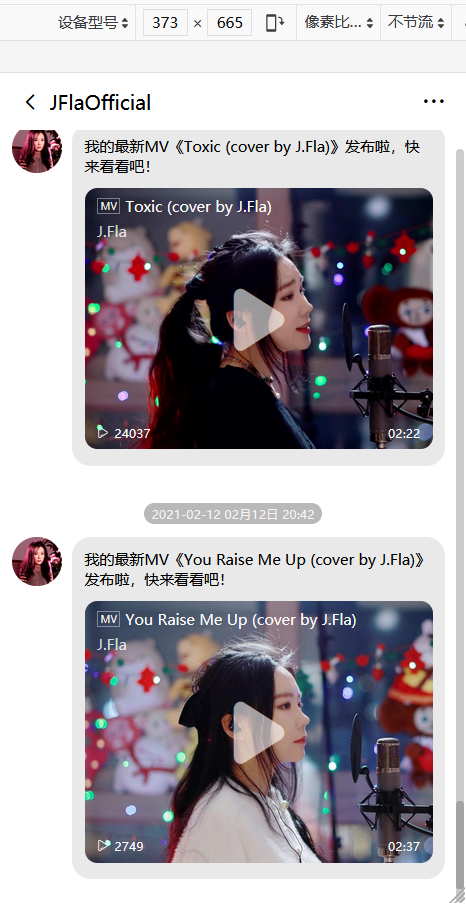 设备型号 373 × 665 像素比... 不节流
JFlaOfficial
我的最新MV《Toxic (cover by J.Fla)》发布啦，快
来看看吧！
MV Toxic (cover by J.Fla)
J.Fla
24037 02:22
2021-02-12 02月12日 20:42
我的最新MV《You Raise Me Up (cover by J.Fla)》
发布啦，快来看看吧！
MV You Raise Me Up (cover by J.Fla)
J.Fla
2749 02:37